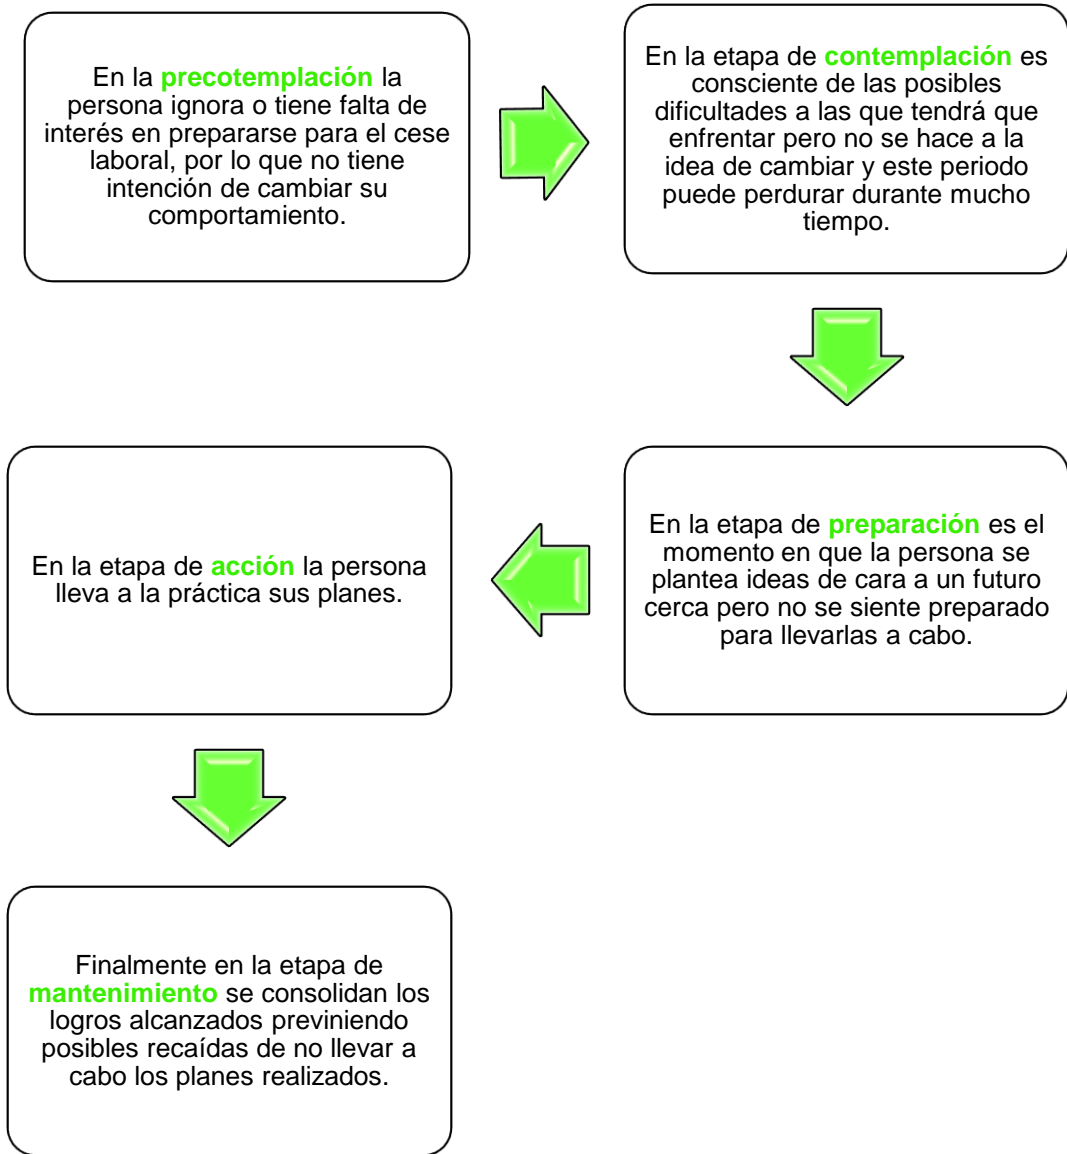 En la precotemplación la
persona ignora o tiene falta de
interés en prepararse para el cese
laboral, por lo que no tiene
intención de cambiar su
comportamiento.
En la etapa de contemplación es
consciente de las posibles
dificultades a las que tendrá que
enfrentar pero no se hace a la
idea de cambiar y este periodo
puede perdurar durante mucho
tiempo.
En la etapa de preparación es el
momento en que la persona se
plantea ideas de cara a un futuro
cerca pero no se siente preparado
para llevarlas a cabo.
En la etapa de acción la persona
lleva a la práctica sus planes.
Finalmente en la etapa de
mantenimiento se consolidan los
logros alcanzados previniendo
posibles recaídas de no llevar a
cabo los planes realizados.